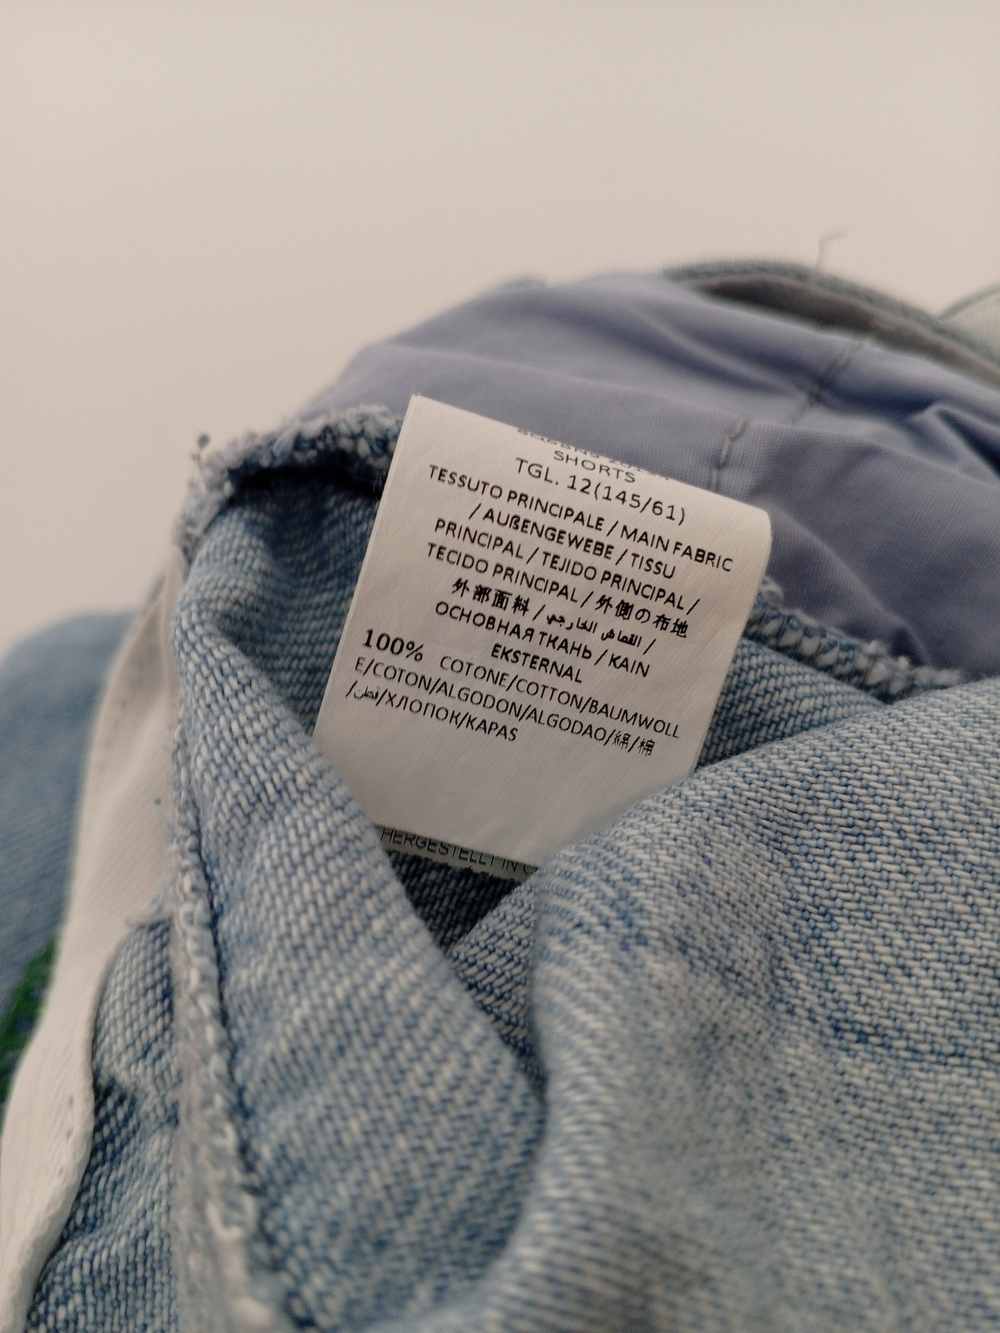 SHORTS
TGL. 12(145/61)
TESSUTO PRINCIPALE / MAIN FABRIC
/ AUßENGEWEBE / TISSU
PRINCIPAL / TEJIDO PRINCIPAL /
TECIDO PRINCIPAL / 外側の布地
外部面料 / القماش الخارجي /
ОСНОВНАЯ ТКАНЬ / KAIN
EKSTERNAL
100% COTONE/COTTON/BAUMWOLL
E/COTON/ALGODON/ALGODAO/綿/棉
/قطن/ХЛОПОК/KAPAS
HERGESTELLT IN